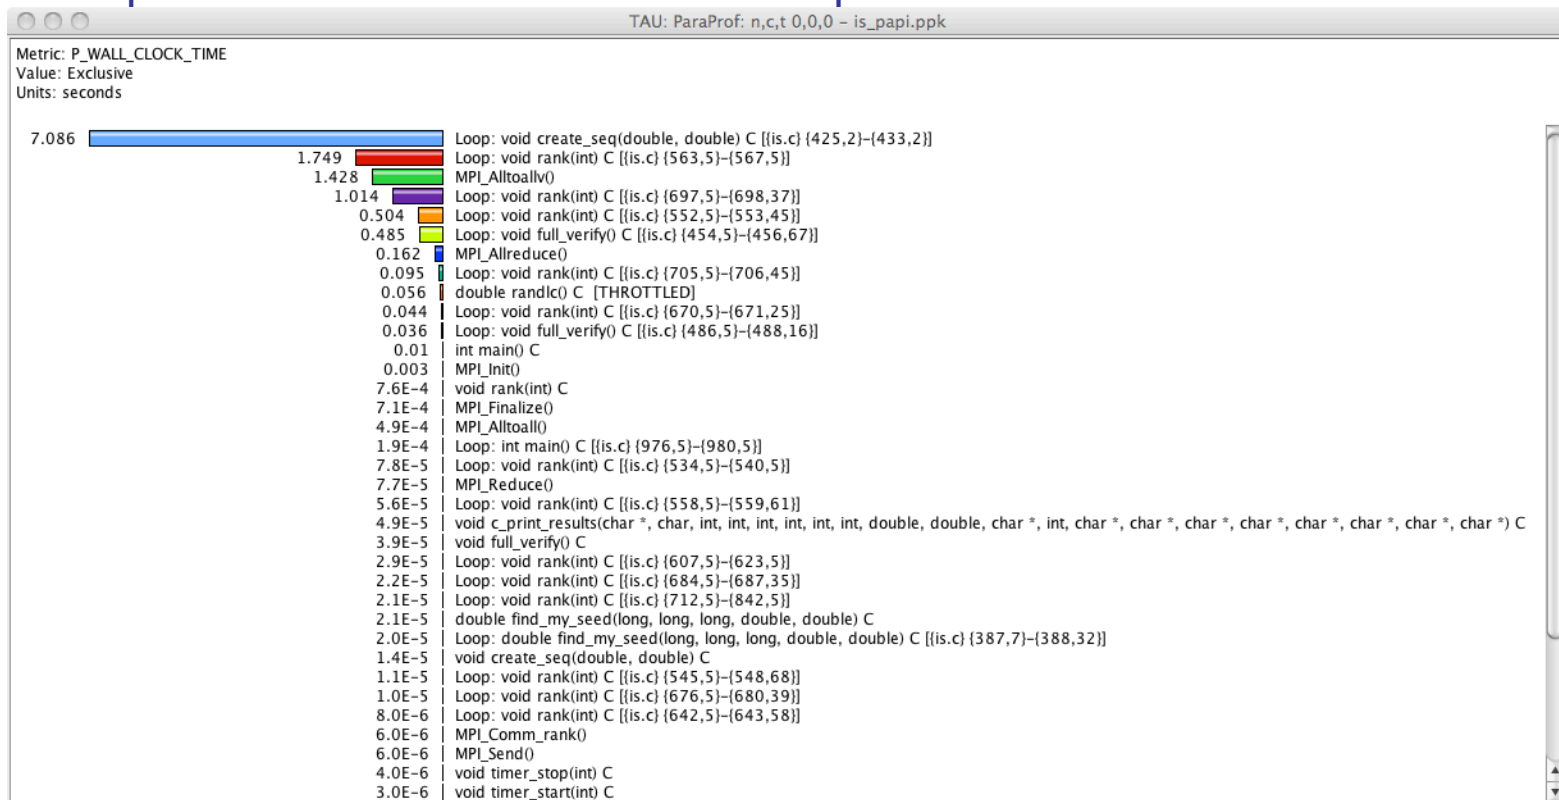 TAU: ParaProf: n,c,t 0,0,0 – is_papi.ppk
Metric: P_WALL_CLOCK_TIME
Value: Exclusive
Units: seconds
7.086 Loop: void create_seq(double, double) C [{is.c} {425,2}–{433,2}]
1.749 Loop: void rank(int) C [{is.c} {563,5}–{567,5}]
1.428 MPI_Alltoallv()
1.014 Loop: void rank(int) C [{is.c} {697,5}–{698,37}]
0.504 Loop: void rank(int) C [{is.c} {552,5}–{553,45}]
0.485 Loop: void full_verify() C [{is.c} {454,5}–{456,67}]
0.162 MPI_Allreduce()
0.095 Loop: void rank(int) C [{is.c} {705,5}–{706,45}]
0.056 double randlc() C [THROTTLED]
0.044 Loop: void rank(int) C [{is.c} {670,5}–{671,25}]
0.036 Loop: void full_verify() C [{is.c} {486,5}–{488,16}]
0.01 int main() C
0.003 MPI_Init()
7.6E–4 void rank(int) C
7.1E–4 MPI_Finalize()
4.9E–4 MPI_Alltoall()
1.9E–4 Loop: int main() C [{is.c} {976,5}–{980,5}]
7.8E–5 Loop: void rank(int) C [{is.c} {534,5}–{540,5}]
7.7E–5 MPI_Reduce()
5.6E–5 Loop: void rank(int) C [{is.c} {558,5}–{559,61}]
4.9E–5 void c_print_results(char *, char, int, int, int, int, int, int, double, double, char *, int, char *, char *, char *, char *, char *, char *, char *, char *) C
3.9E–5 void full_verify() C
2.9E–5 Loop: void rank(int) C [{is.c} {607,5}–{623,5}]
2.2E–5 Loop: void rank(int) C [{is.c} {684,5}–{687,35}]
2.1E–5 Loop: void rank(int) C [{is.c} {712,5}–{842,5}]
2.1E–5 double find_my_seed(long, long, long, double, double) C
2.0E–5 Loop: double find_my_seed(long, long, long, double, double) C [{is.c} {387,7}–{388,32}]
1.4E–5 void create_seq(double, double) C
1.1E–5 Loop: void rank(int) C [{is.c} {545,5}–{548,68}]
1.0E–5 Loop: void rank(int) C [{is.c} {676,5}–{680,39}]
8.0E–6 Loop: void rank(int) C [{is.c} {642,5}–{643,58}]
6.0E–6 MPI_Comm_rank()
6.0E–6 MPI_Send()
4.0E–6 void timer_stop(int) C
3.0E–6 void timer_start(int) C